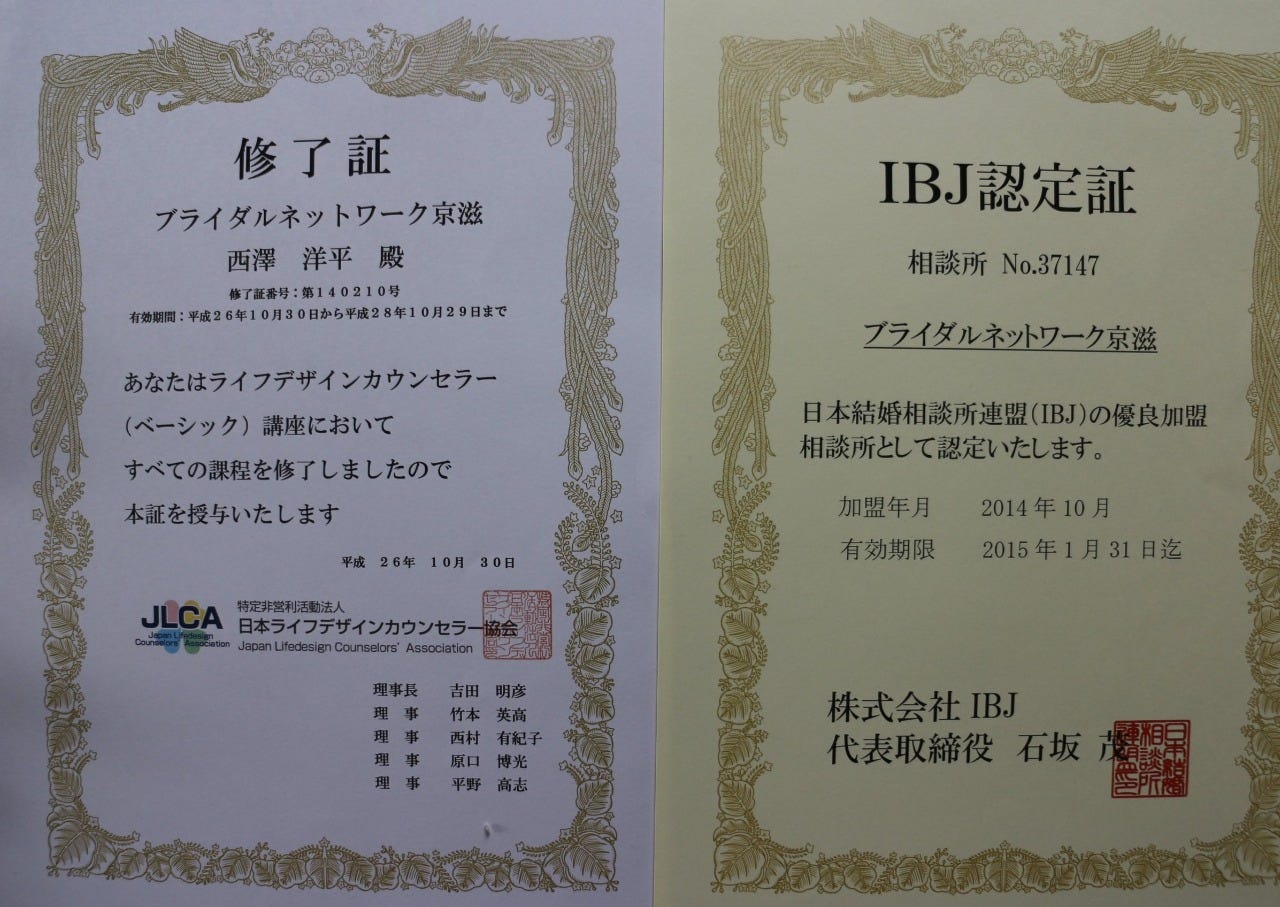 修了証
ブライダルネットワーク京滋
西澤　洋平　殿
修了証番号：第１４０２１０号
有効期間：平成２６年１０月３０日から平成２８年１０月２９日まで
あなたはライフデザインカウンセラー
（ベーシック）講座において
すべての課程を修了しましたので
本証を授与いたします
平成　２６年　１０月　３０日
JLCA
Japan Lifedesign
Counselors' Association
特定非営利活動法人
日本ライフデザインカウンセラー協会
Japan Lifedesign Counselors' Association
理事長　吉田　明彦
理　事　竹本　英高
理　事　西村　有紀子
理　事　原口　博光
理　事　平野　高志
IBJ認定証
相談所 No.37147
ブライダルネットワーク京滋
日本結婚相談所連盟(IBJ)の優良加盟
相談所として認定いたします。
加盟年月　2014年10月
有効期限　2015年1月31日迄
株式会社 IBJ
代表取締役　石坂　茂
日本結婚
相談所
連盟之印